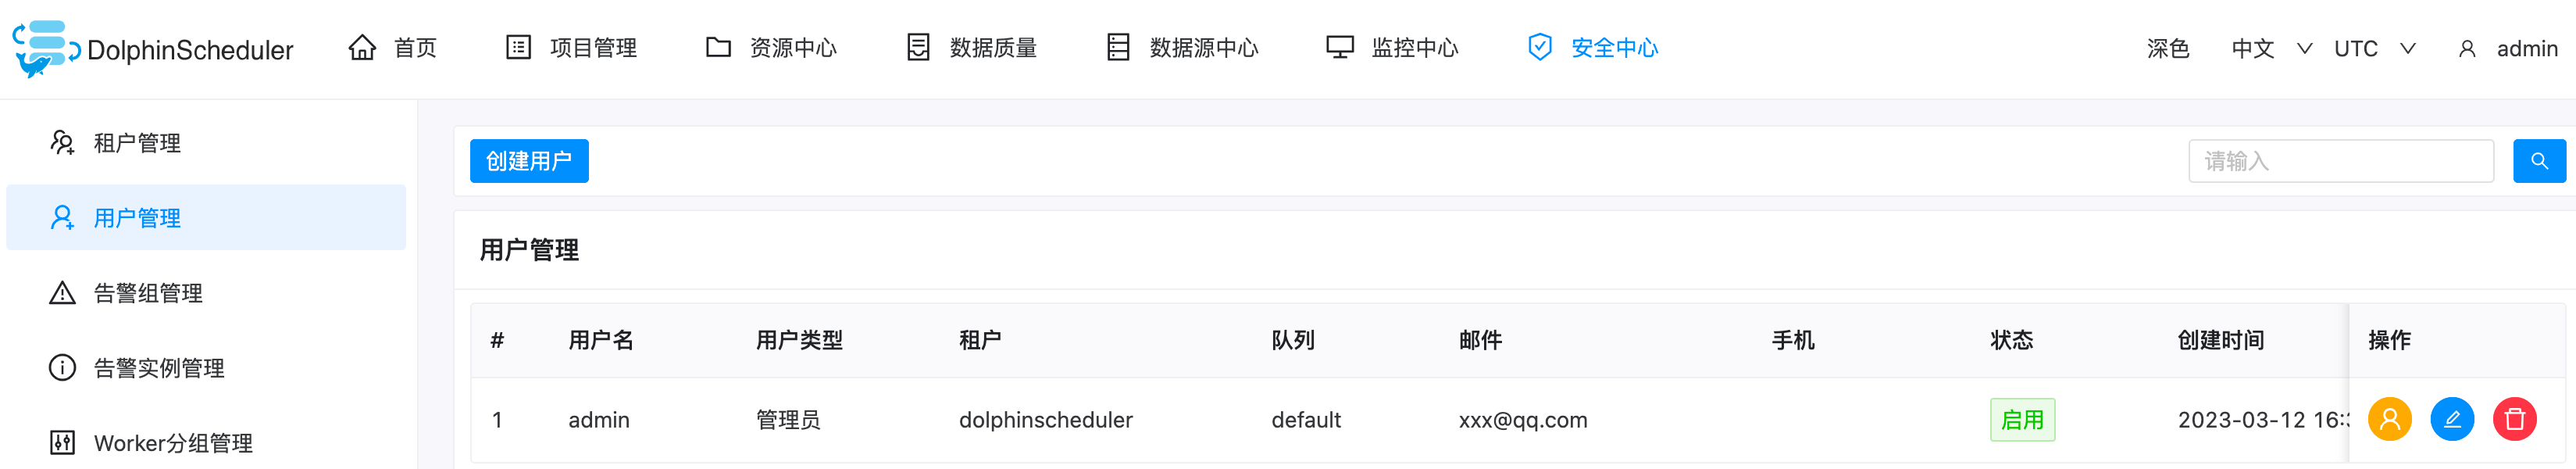 DolphinScheduler 首页 项目管理 资源中心 数据质量 数据源中心 监控中心 安全中心 深色 中文 UTC admin
租户管理
用户管理
告警组管理
告警实例管理
Worker分组管理
创建用户 请输入
用户管理
# 用户名 用户类型 租户 队列 邮件 手机 状态 创建时间 操作
1 admin 管理员 dolphinscheduler default xxx@qq.com 启用 2023-03-12 16: